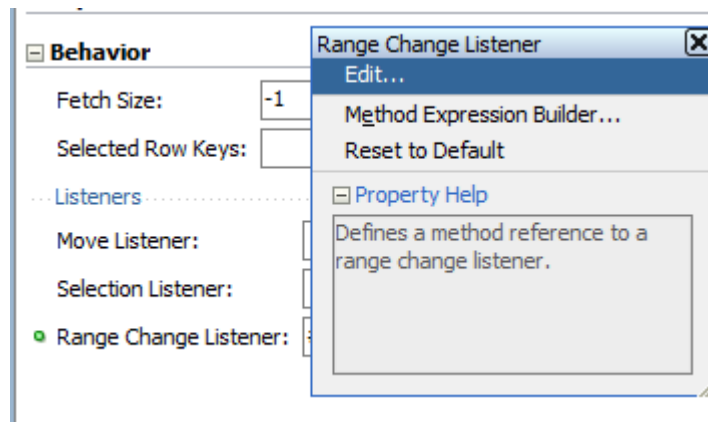 Behavior
Fetch Size: -1
Selected Row Keys:
Listeners
Move Listener:
Selection Listener:
Range Change Listener:
Range Change Listener
Edit...
Method Expression Builder...
Reset to Default
Property Help
Defines a method reference to a
range change listener.